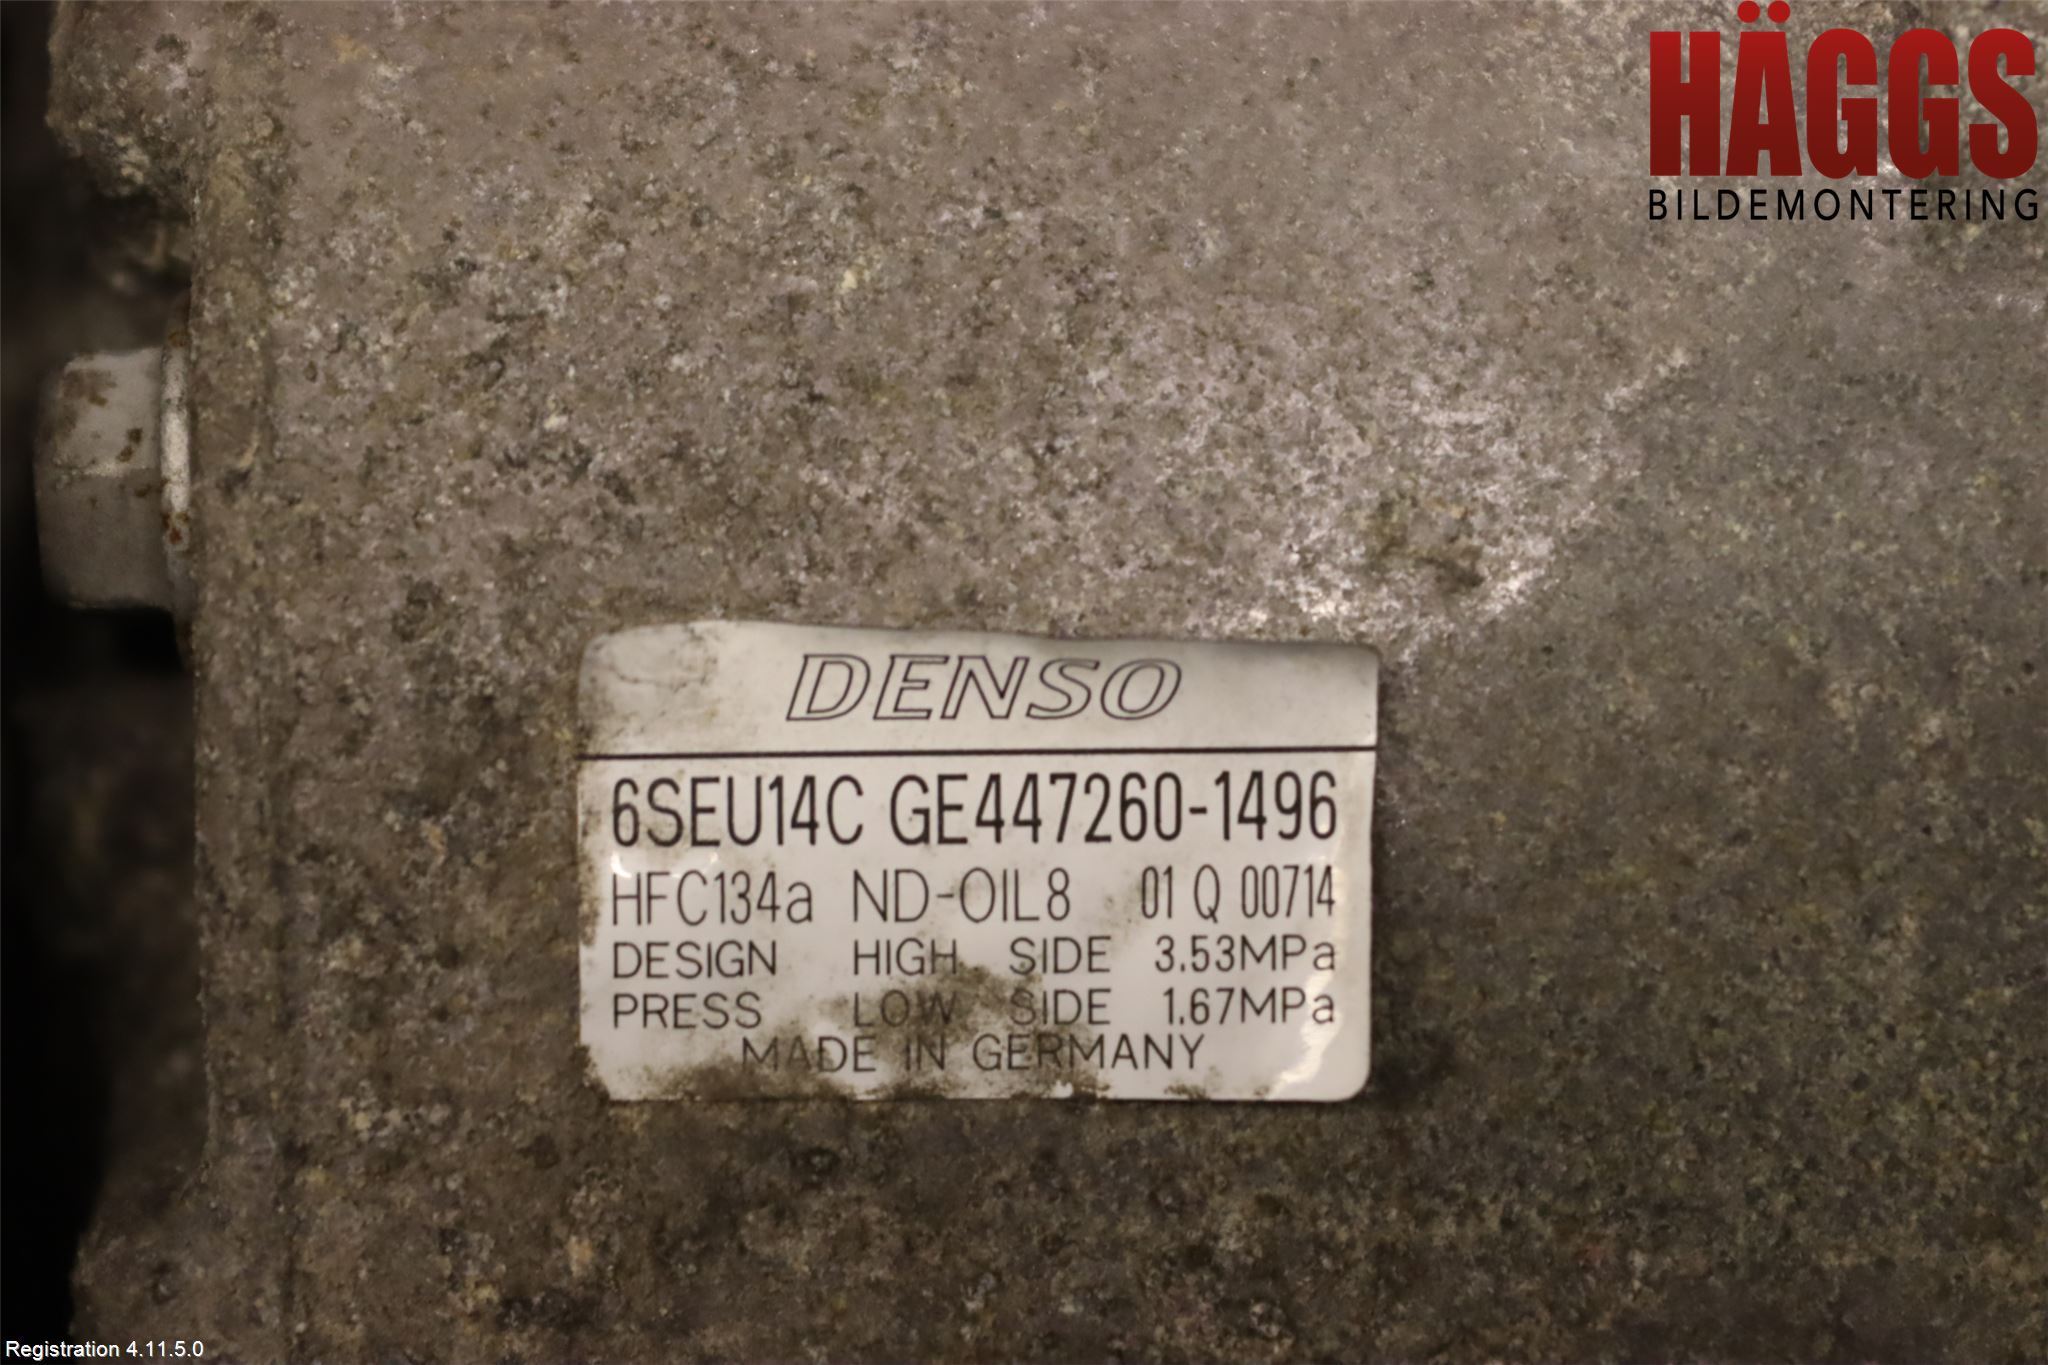 HÄGGS
BILDEMONTERING
DENSO
6SEU14C GE447260-1496
HFC134a ND-OIL8 01 Q 00714
DESIGN HIGH SIDE 3.53MPa
PRESS LOW SIDE 1.67MPa
MADE IN GERMANY
Registration 4.11.5.0